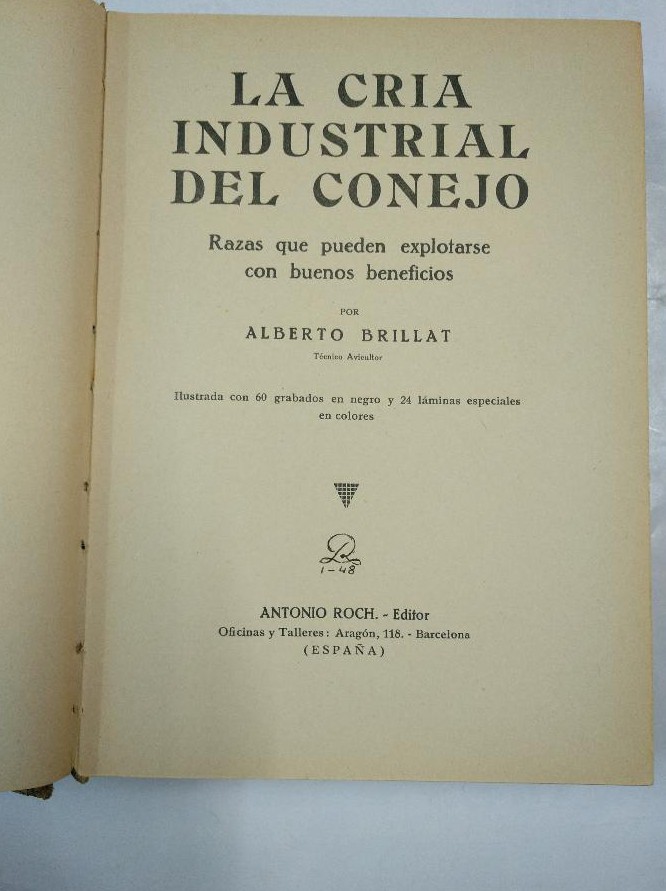 LA CRIA
INDUSTRIAL
DEL CONEJO
Razas que pueden explotarse
con buenos beneficios
POR
ALBERTO BRILLAT
Técnico Avicultor
Ilustrada con 60 grabados en negro y 24 láminas especiales
en colores
1-48
ANTONIO ROCH. - Editor
Oficinas y Talleres: Aragón, 118. - Barcelona
(ESPAÑA)